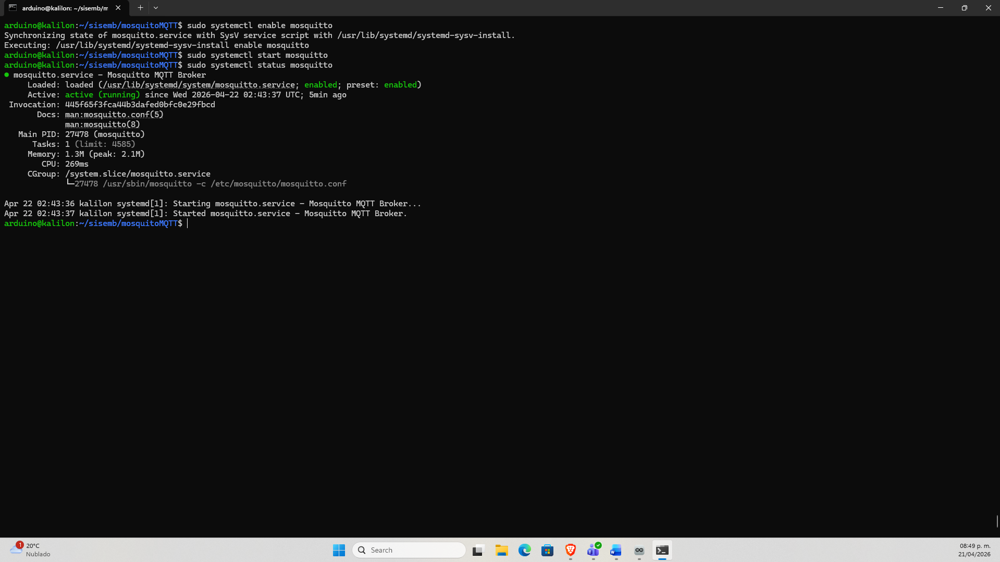 arduino@kalilon: ~/sisemb/m
arduino@kalilon:~/sisemb/mosquitoMQTT$ sudo systemctl enable mosquitto
Synchronizing state of mosquitto.service with SysV service script with /usr/lib/systemd/systemd-sysv-install.
Executing: /usr/lib/systemd/systemd-sysv-install enable mosquitto
arduino@kalilon:~/sisemb/mosquitoMQTT$ sudo systemctl start mosquitto
arduino@kalilon:~/sisemb/mosquitoMQTT$ sudo systemctl status mosquitto
● mosquitto.service - Mosquitto MQTT Broker
Loaded: loaded (/usr/lib/systemd/system/mosquitto.service; enabled; preset: enabled)
Active: active (running) since Wed 2026-04-22 02:43:37 UTC; 5min ago
Invocation: 445f65f3fca44b3dafed0bfc0e29fbcd
Docs: man:mosquitto.conf(5)
man:mosquitto(8)
Main PID: 27478 (mosquitto)
Tasks: 1 (limit: 4585)
Memory: 1.3M (peak: 2.1M)
CPU: 269ms
CGroup: /system.slice/mosquitto.service
└─27478 /usr/sbin/mosquitto -c /etc/mosquitto/mosquitto.conf
Apr 22 02:43:36 kalilon systemd[1]: Starting mosquitto.service - Mosquitto MQTT Broker...
Apr 22 02:43:37 kalilon systemd[1]: Started mosquitto.service - Mosquitto MQTT Broker.
arduino@kalilon:~/sisemb/mosquitoMQTT$
1
20°C
Nublado
Search
08:49 p. m.
21/04/2026